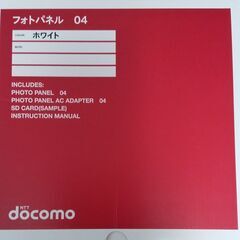 フォトパネル 04
COLOR ホワイト
INCLUDES:
PHOTO PANEL 04
PHOTO PANEL AC ADAPTER 04
SD CARD(SAMPLE)
INSTRUCTION MANUAL
NTT
docomo